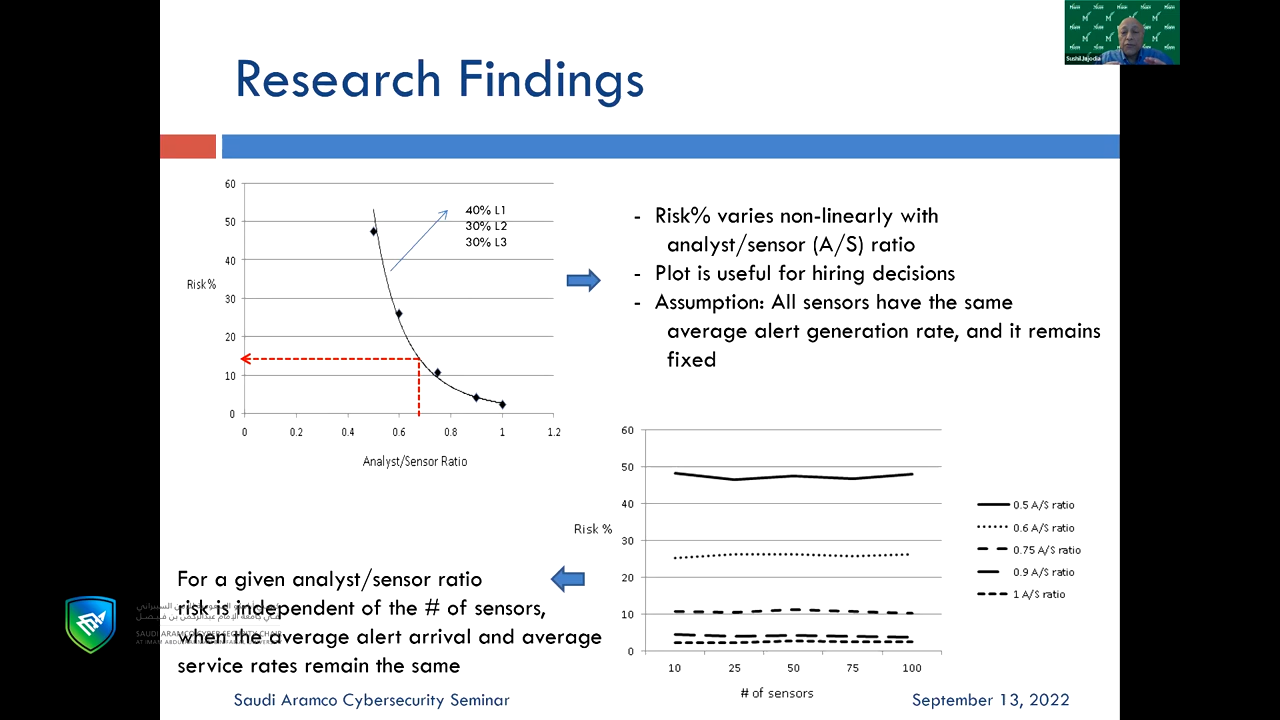 Sushil Jajodia
Research Findings
60
50
40
30
20
10
0
Risk%
0 0.2 0.4 0.6 0.8 1 1.2
Analyst/Sensor Ratio
40% L1
30% L2
30% L3
- Risk% varies non-linearly with
analyst/sensor (A/S) ratio
- Plot is useful for hiring decisions
- Assumption: All sensors have the same
average alert generation rate, and it remains
fixed
60
50
40
30
20
10
0
Risk %
10 25 50 75 100
# of sensors
0.5 A/S ratio
0.6 A/S ratio
0.75 A/S ratio
0.9 A/S ratio
1 A/S ratio
For a given analyst/sensor ratio
risk is independent of the # of sensors,
when the average alert arrival and average
service rates remain the same
SAUDI ARAMCO CYBERSECURITY CHAIR
Saudi Aramco Cybersecurity Seminar
September 13, 2022